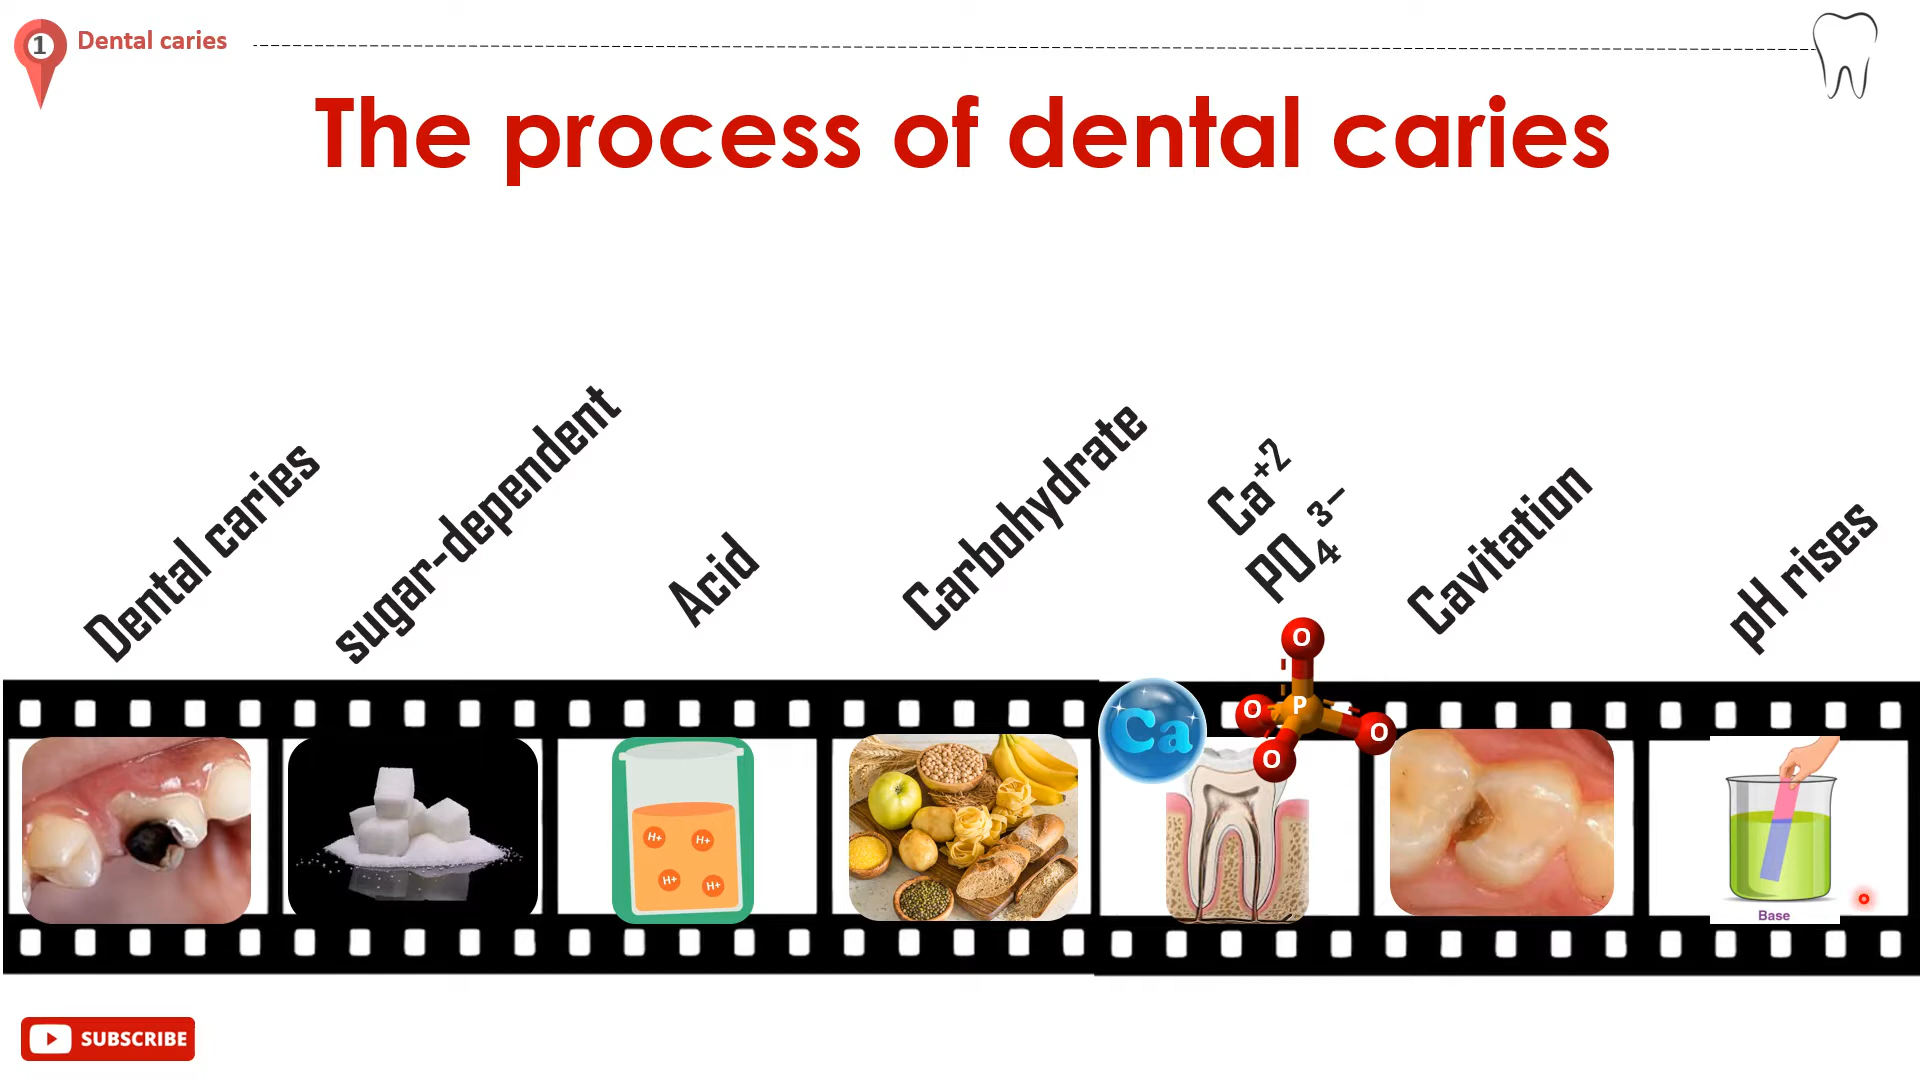 1
Dental caries
The process of dental caries
Dental caries
sugar-dependent
Acid
Carbohydrate
Ca⁺²
PO₄³⁻
Cavitation
pH rises
O
P
O
O
O
Ca
H+
H+
H+
H+
Base
SUBSCRIBE